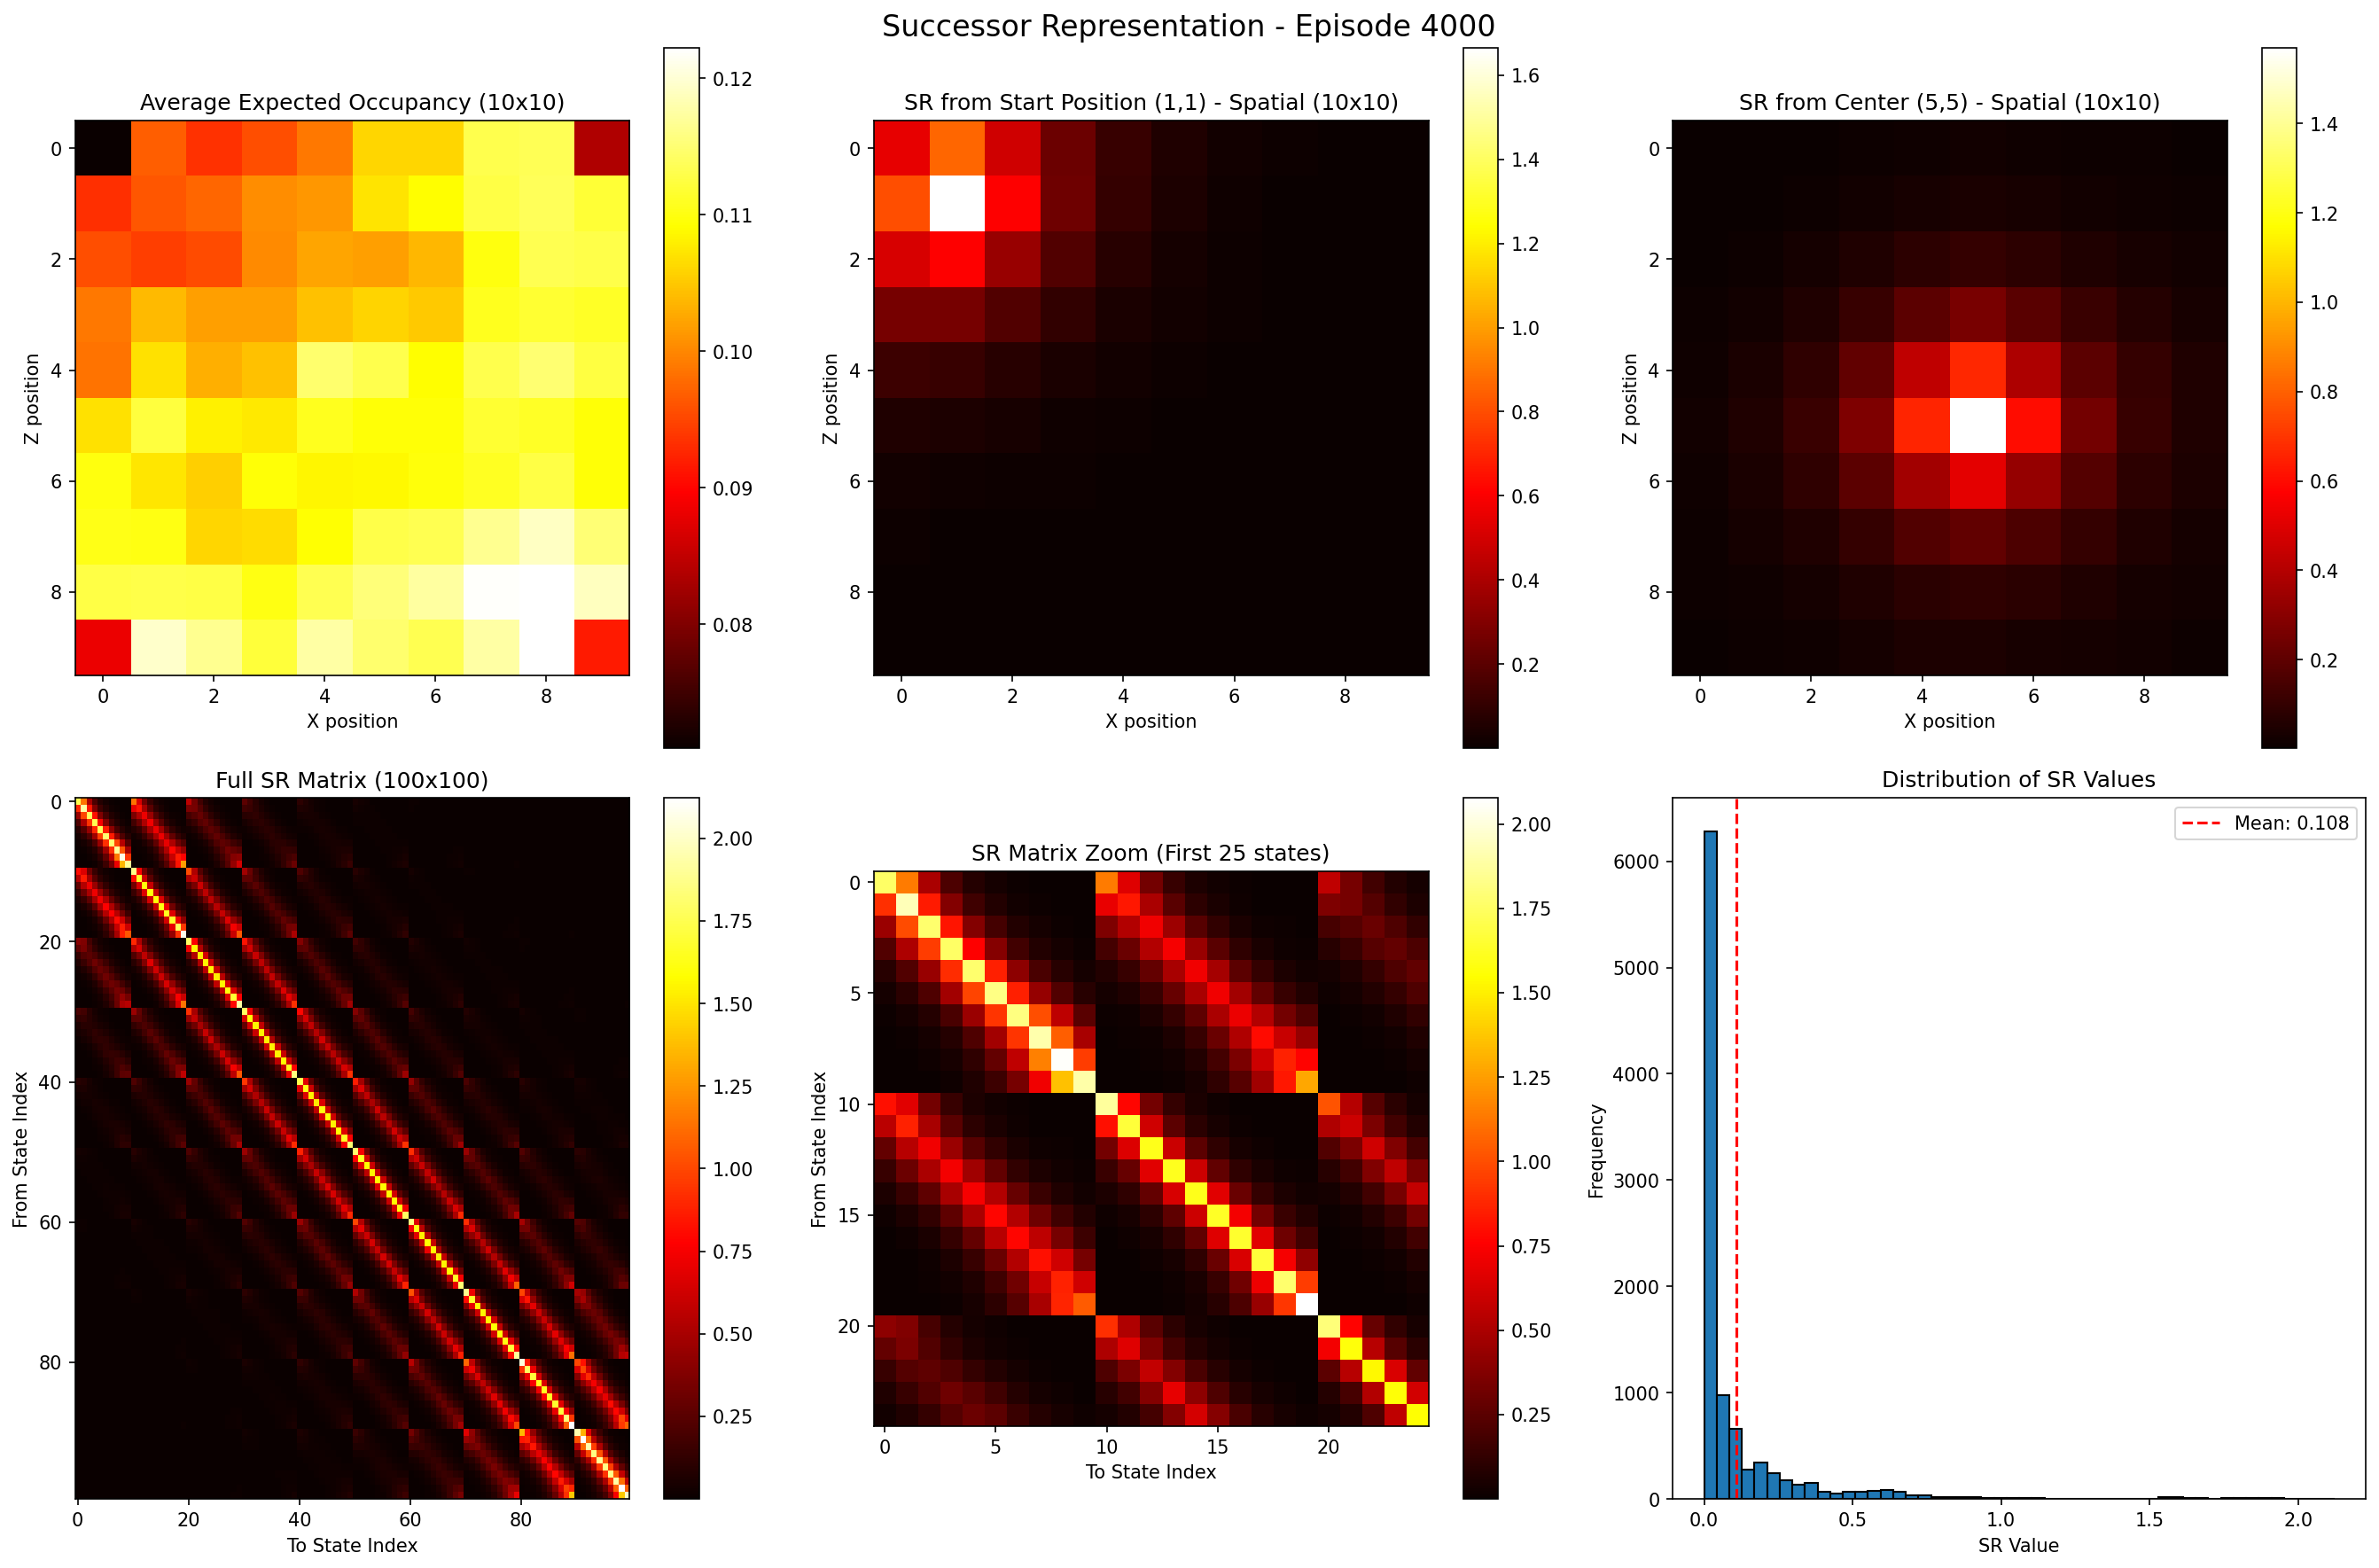 Successor Representation - Episode 4000
Average Expected Occupancy (10x10)
0
2
4
6
8
0 2 4 6 8
Z position
X position
0.12
0.11
0.10
0.09
0.08
SR from Start Position (1,1) - Spatial (10x10)
0
2
4
6
8
0 2 4 6 8
Z position
X position
1.6
1.4
1.2
1.0
0.8
0.6
0.4
0.2
SR from Center (5,5) - Spatial (10x10)
0
2
4
6
8
0 2 4 6 8
Z position
X position
1.4
1.2
1.0
0.8
0.6
0.4
0.2
Full SR Matrix (100x100)
0
20
40
60
80
0 20 40 60 80
From State Index
To State Index
2.00
1.75
1.50
1.25
1.00
0.75
0.50
0.25
SR Matrix Zoom (First 25 states)
0
5
10
15
20
0 5 10 15 20
From State Index
To State Index
2.00
1.75
1.50
1.25
1.00
0.75
0.50
0.25
Distribution of SR Values
Mean: 0.108
6000
5000
4000
3000
2000
1000
0
0.0 0.5 1.0 1.5 2.0
Frequency
SR Value